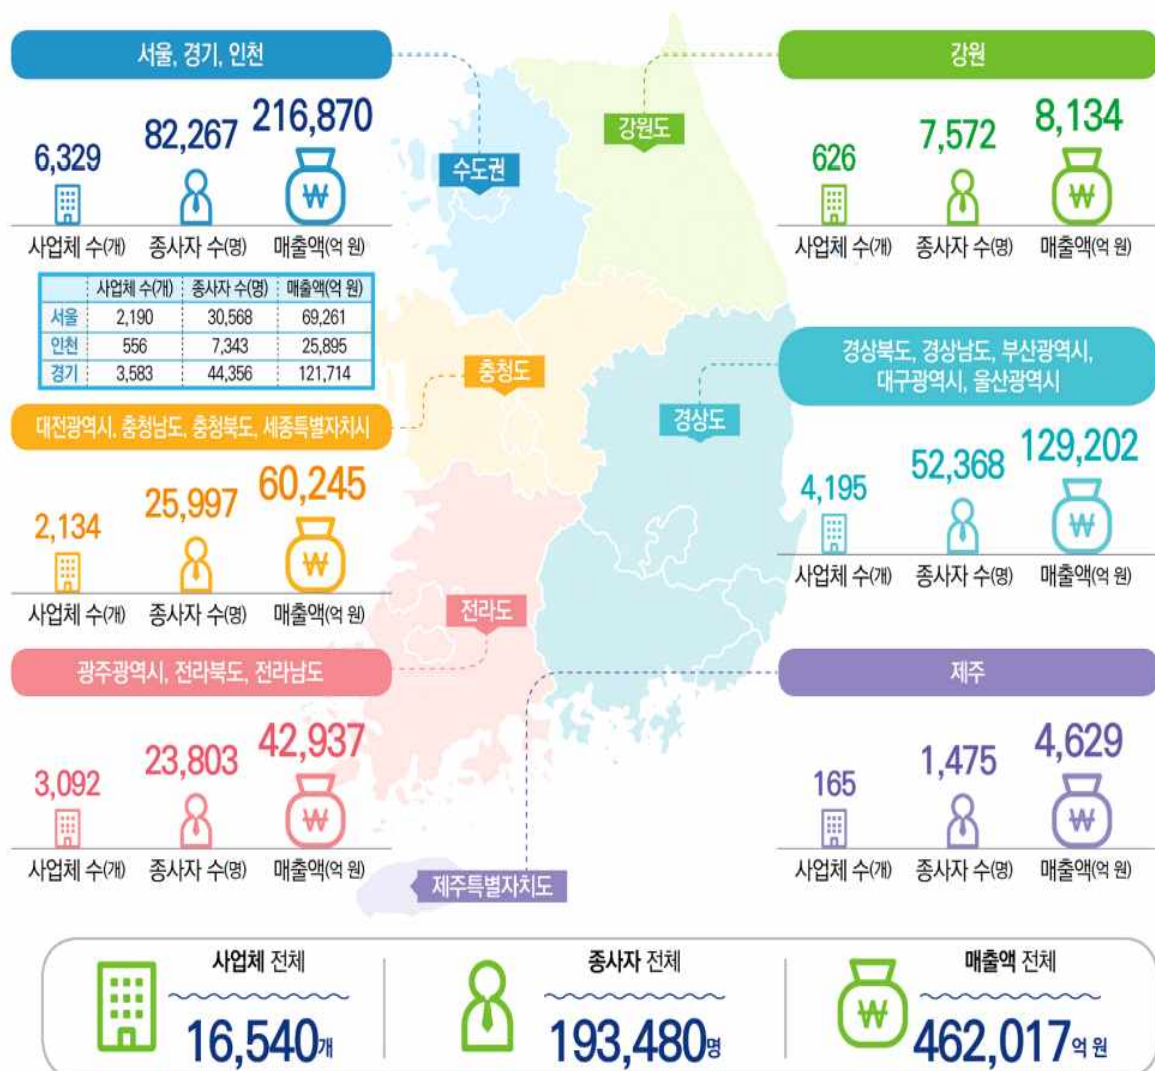 서울, 경기, 인천
6,329 82,267 216,870
사업체 수(개) 종사자 수(명) 매출액(억 원)
사업체 수(개) 종사자 수(명) 매출액(억 원)
서울 2,190 30,568 69,261
인천 556 7,343 25,895
경기 3,583 44,356 121,714
수도권
강원도
강원
626 7,572 8,134
사업체 수(개) 종사자 수(명) 매출액(억 원)
대전광역시, 충청남도, 충청북도, 세종특별자치시
2,134 25,997 60,245
사업체 수(개) 종사자 수(명) 매출액(억 원)
충청도
경상도
경상북도, 경상남도, 부산광역시,
대구광역시, 울산광역시
4,195 52,368 129,202
사업체 수(개) 종사자 수(명) 매출액(억 원)
전라도
광주광역시, 전라북도, 전라남도
3,092 23,803 42,937
사업체 수(개) 종사자 수(명) 매출액(억 원)
제주특별자치도
제주
165 1,475 4,629
사업체 수(개) 종사자 수(명) 매출액(억 원)
사업체 전체
16,540개
종사자 전체
193,480명
매출액 전체
462,017억 원